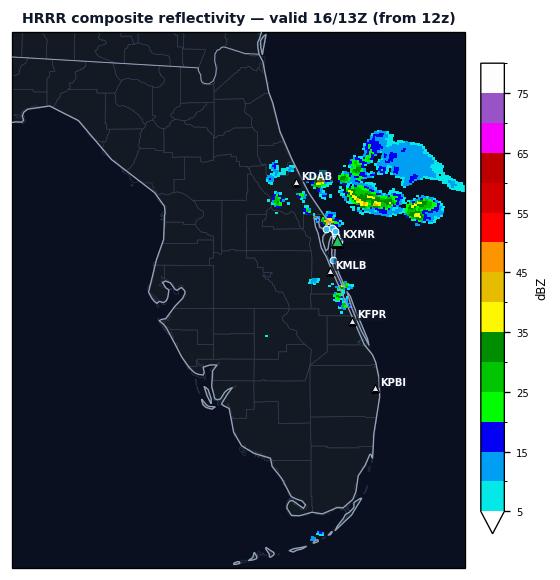 HRRR composite reflectivity — valid 16/13Z (from 12z)
KDAB
KXMR
KMLB
KFPR
KPBI
75
65
55
45
35
25
15
5
dBZ